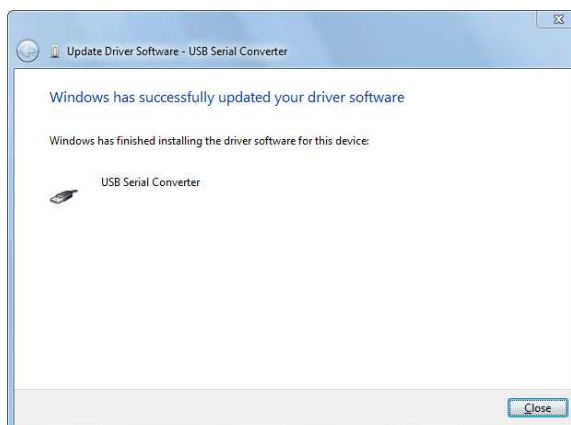 Update Driver Software - USB Serial Converter
Windows has successfully updated your driver software
Windows has finished installing the driver software for this device:
USB Serial Converter
Close